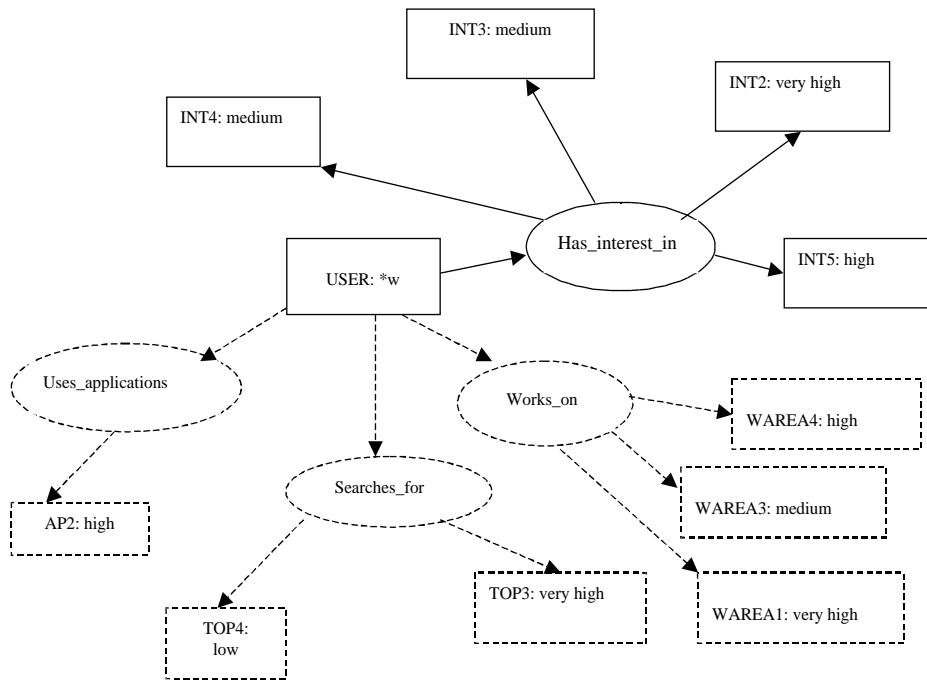 INT3: medium
INT2: very high
INT4: medium
Has_interest_in
INT5: high
USER: *w
Uses_applications
Works_on
WAREA4: high
Searches_for
WAREA3: medium
AP2: high
TOP3: very high
WAREA1: very high
TOP4:
low